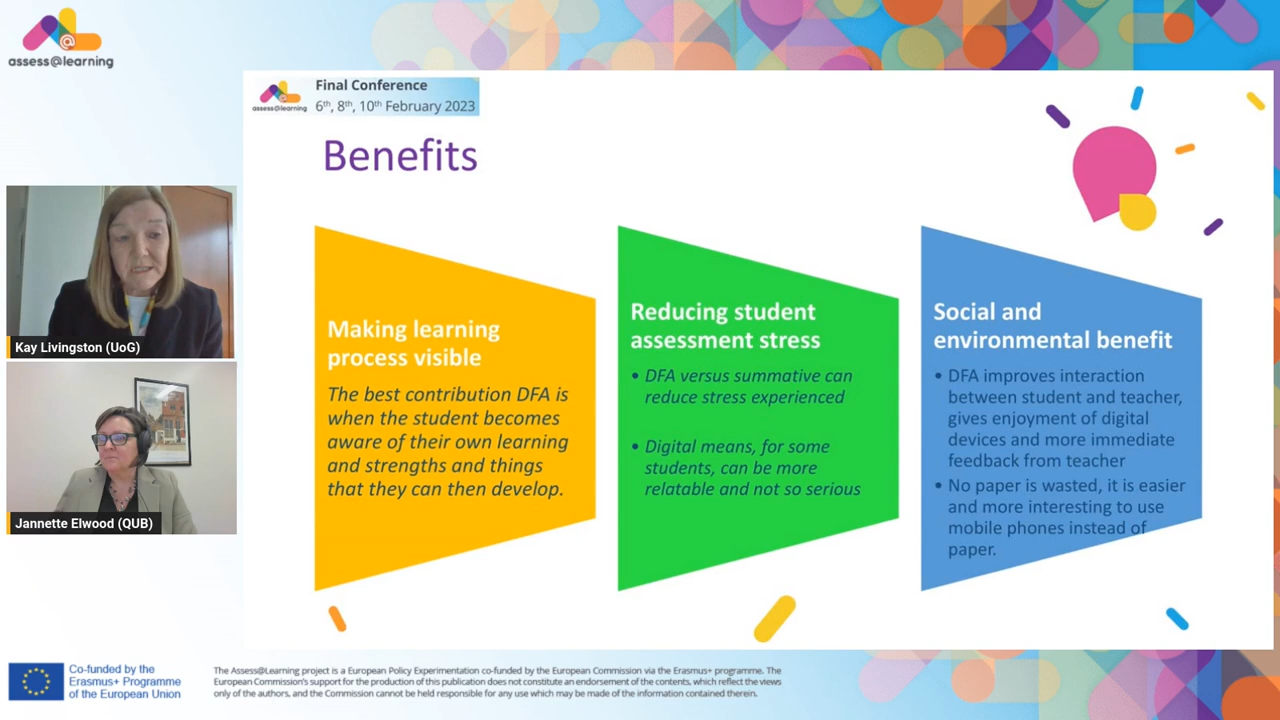 assess@learning
assess@learning
Final Conference
6th, 8th, 10th February 2023
Benefits
Making learning
process visible
The best contribution DFA is
when the student becomes
aware of their own learning
and strengths and things
that they can then develop.
Reducing student
assessment stress
• DFA versus summative can
reduce stress experienced
• Digital means, for some
students, can be more
relatable and not so serious
Social and
environmental benefit
• DFA improves interaction
between student and teacher,
gives enjoyment of digital
devices and more immediate
feedback from teacher
• No paper is wasted, it is easier
and more interesting to use
mobile phones instead of
paper.
Kay Livingston (UoG)
Jannette Elwood (QUB)
Co-funded by the
Erasmus+ Programme
of the European Union
The Assess@Learning project is a European Policy Experimentation co-funded by the European Commission via the Erasmus+ programme. The
European Commission's support for the production of this publication does not constitute an endorsement of the contents, which reflect the views
only of the authors, and the Commission cannot be held responsible for any use which may be made of the information contained therein.